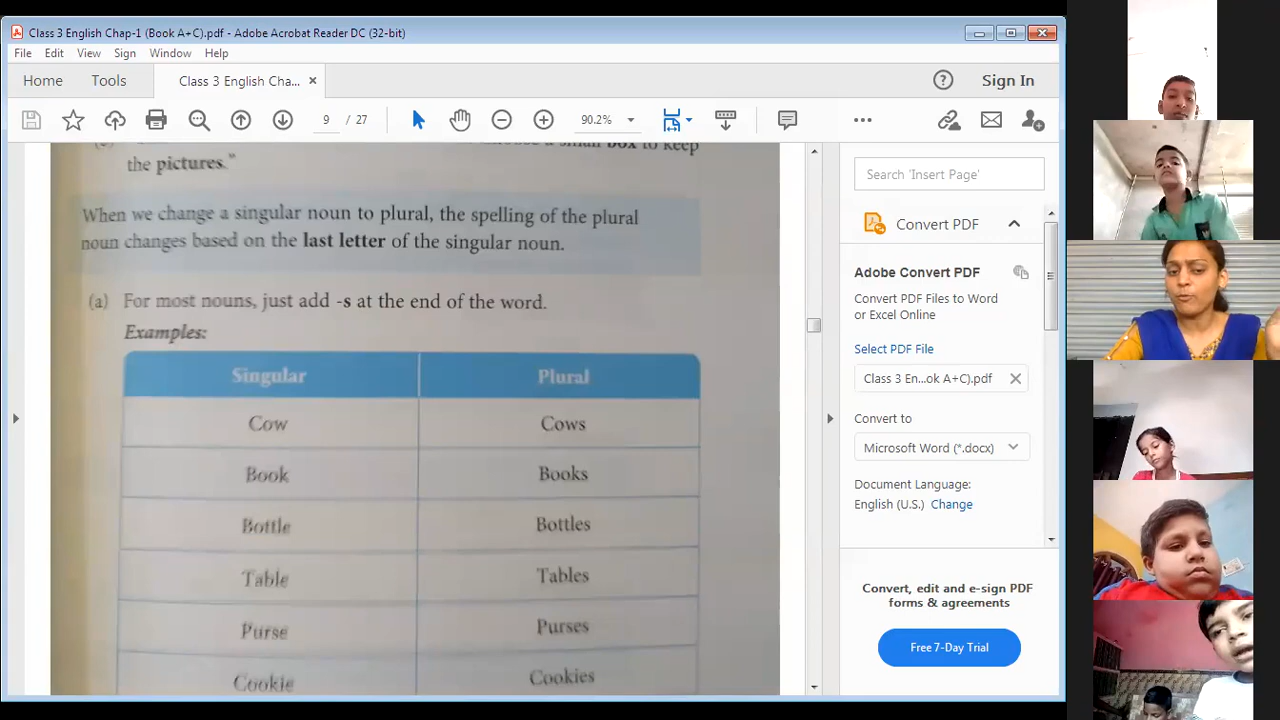 Class 3 English Chap-1 (Book A+C).pdf - Adobe Acrobat Reader DC (32-bit)
File Edit View Sign Window Help
Home Tools Class 3 English Cha... × Sign In
9 / 27 90.2%
box to keep
the pictures."
When we change a singular noun to plural, the spelling of the plural
noun changes based on the last letter of the singular noun.
(a) For most nouns, just add -s at the end of the word.
Examples:
Singular Plural
Cow Cows
Book Books
Bottle Bottles
Table Tables
Purse Purses
Cookie Cookies
Search 'Insert Page'
Convert PDF
Adobe Convert PDF
Convert PDF Files to Word
or Excel Online
Select PDF File
Class 3 En...ok A+C).pdf
Convert to
Microsoft Word (*.docx)
Document Language:
English (U.S.) Change
Convert, edit and e-sign PDF
forms & agreements
Free 7-Day Trial